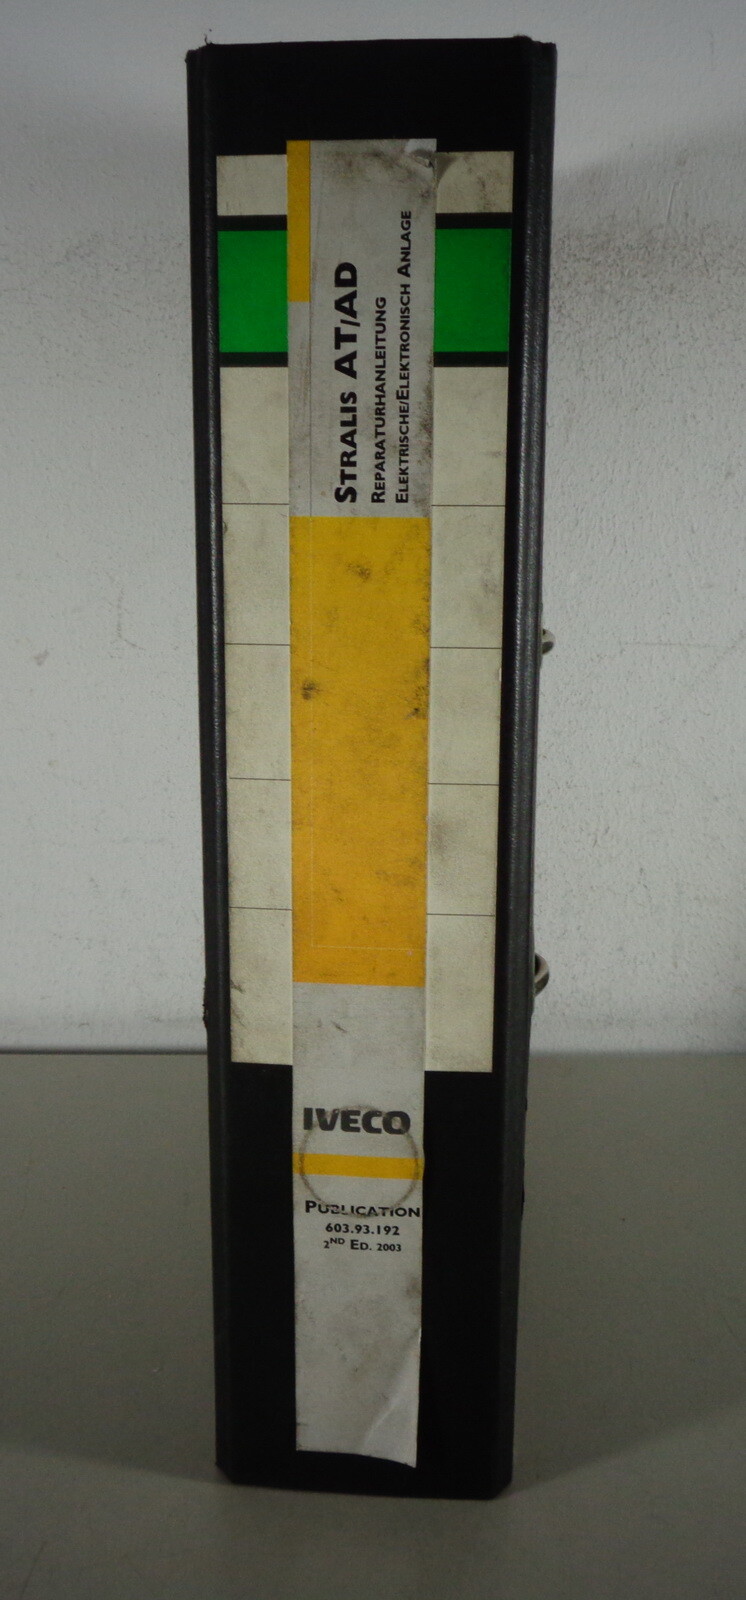 STRALIS AT/AD
REPARATURHANLEITUNG
ELEKTRISCHE/ELEKTRONISCH ANLAGE
IVECO
PUBLICATION
603.93.192
2ND ED. 2003